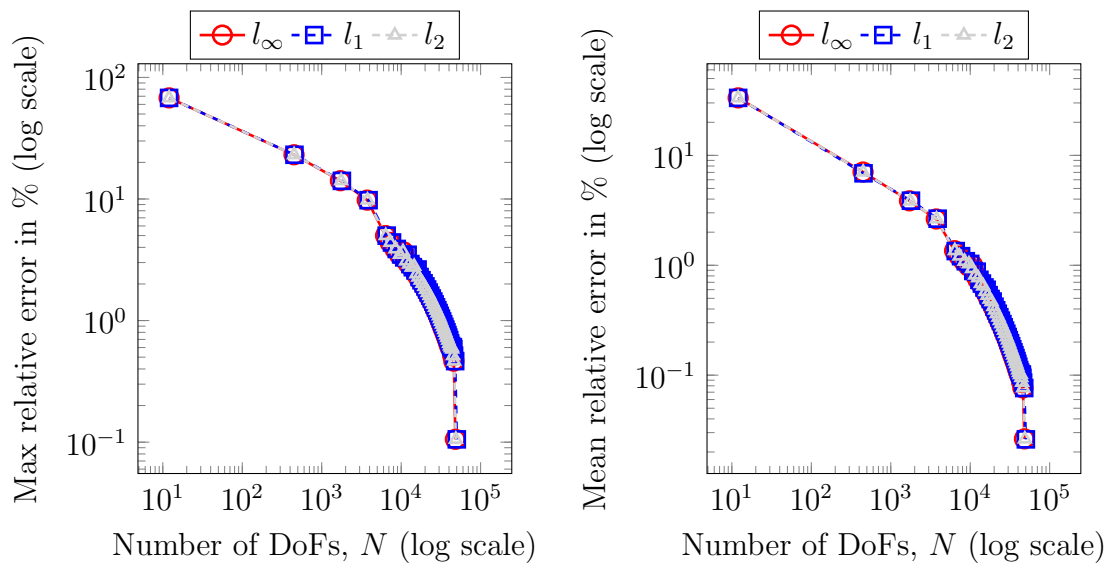 l∞ l1 l2
Max relative error in % (log scale)
10^2
10^1
10^0
10^−1
10^1 10^2 10^3 10^4 10^5
Number of DoFs, N (log scale)
l∞ l1 l2
Mean relative error in % (log scale)
10^1
10^0
10^−1
10^1 10^2 10^3 10^4 10^5
Number of DoFs, N (log scale)